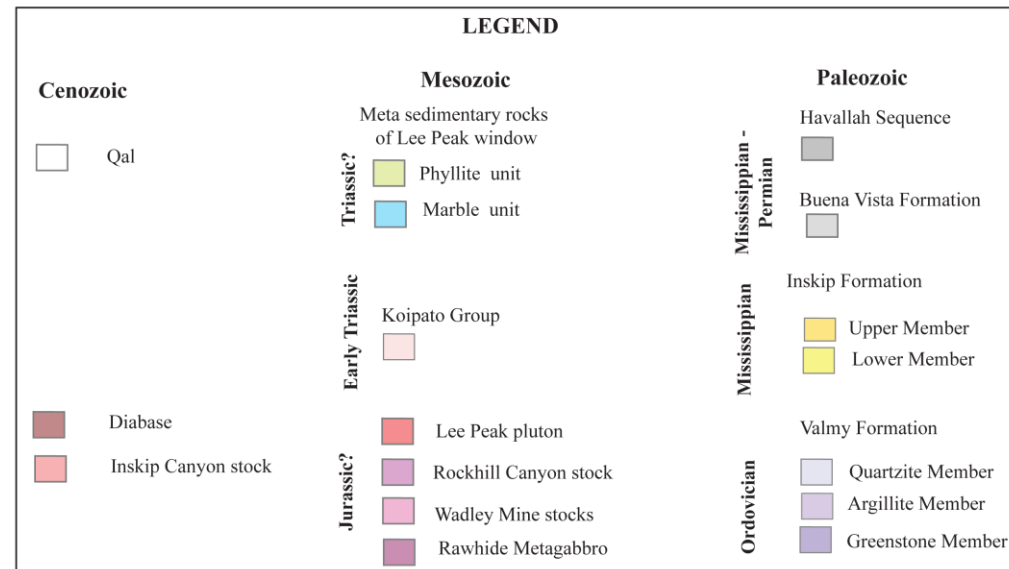 LEGEND
Cenozoic
Qal
Diabase
Inskip Canyon stock
Mesozoic
Meta sedimentary rocks
of Lee Peak window
Triassic?
Phyllite unit
Marble unit
Early Triassic
Koipato Group
Jurassic?
Lee Peak pluton
Rockhill Canyon stock
Wadley Mine stocks
Rawhide Metagabbro
Paleozoic
Mississippian -
Permian
Havallah Sequence
Buena Vista Formation
Mississippian
Inskip Formation
Upper Member
Lower Member
Ordovician
Valmy Formation
Quartzite Member
Argillite Member
Greenstone Member